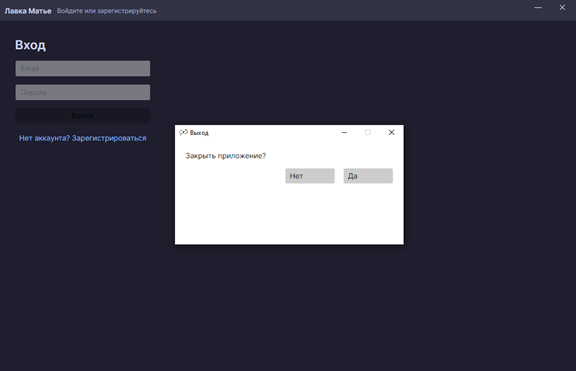 Лавка Матье Войдите или зарегистрируйтесь
Вход
Email
Пароль
Войти
Нет аккаунта? Зарегистрироваться
Выход
Закрыть приложение?
Нет Да